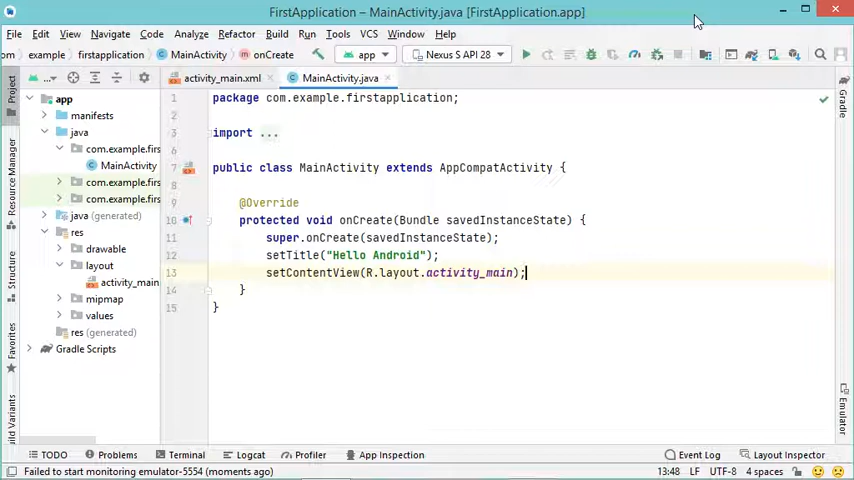 FirstApplication – MainActivity.java [FirstApplication.app]
File Edit View Navigate Code Analyze Refactor Build Run Tools VCS Window Help
com example firstapplication MainActivity onCreate app Nexus S API 28
activity_main.xml MainActivity.java
Project
Resource Manager
Structure
Favorites
uild Variants
app
manifests
java
com.example.firs
MainActivity
com.example.firs
com.example.firs
java (generated)
res
drawable
layout
activity_main
mipmap
values
res (generated)
Gradle Scripts
1 package com.example.firstapplication;
2
3 import ...
6
7 public class MainActivity extends AppCompatActivity {
8
9 @Override
10 protected void onCreate(Bundle savedInstanceState) {
11 super.onCreate(savedInstanceState);
12 setTitle("Hello Android");
13 setContentView(R.layout.activity_main);
14 }
15 }
Gradle
Emulator
TODO Problems Terminal Logcat Profiler App Inspection Event Log Layout Inspector
Failed to start monitoring emulator-5554 (moments ago) 13:48 LF UTF-8 4 spaces